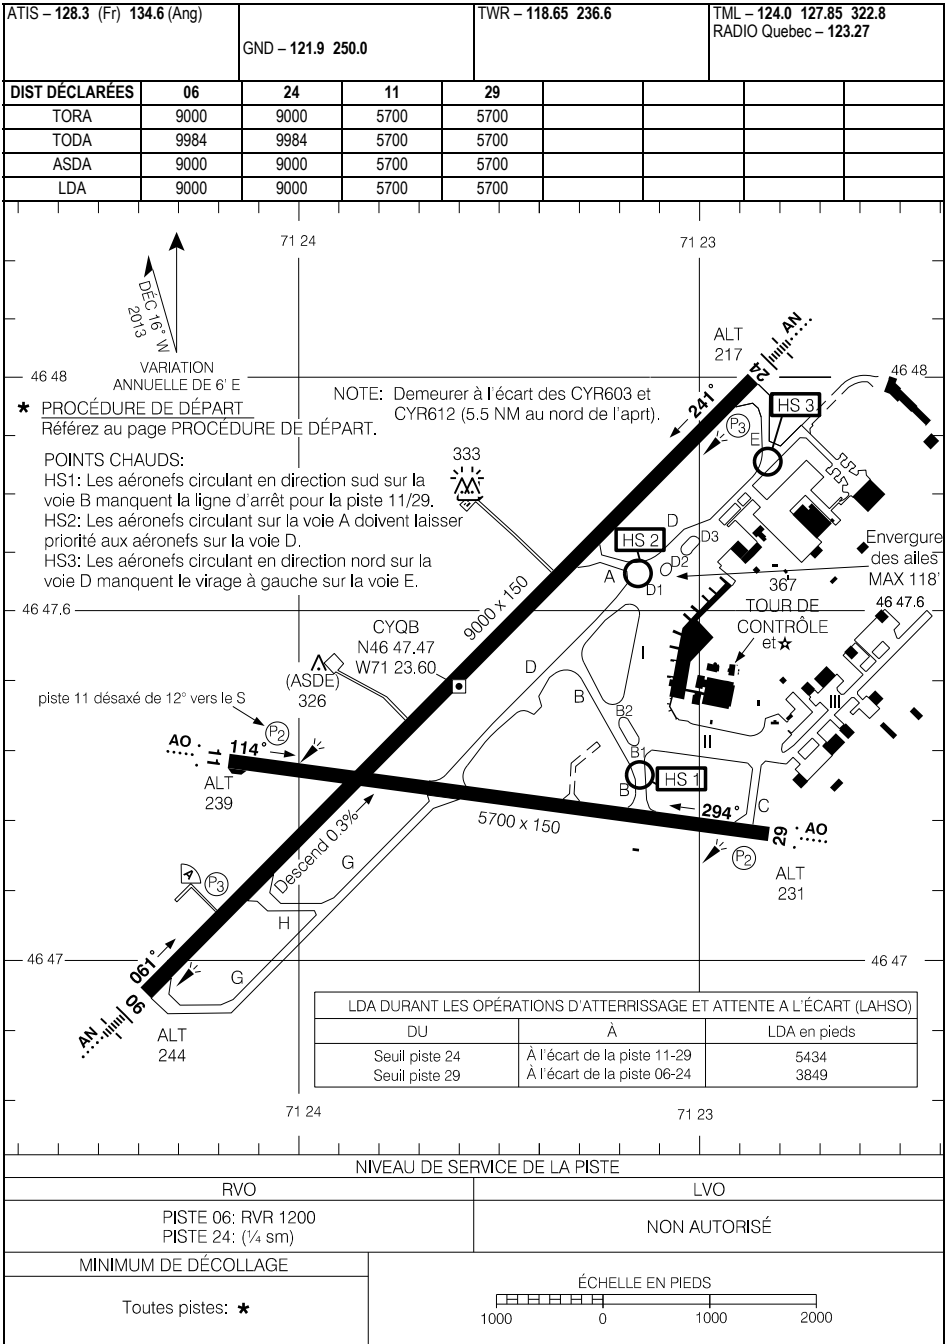 ATIS – 128.3 (Fr) 134.6 (Ang)
GND – 121.9 250.0
TWR – 118.65 236.6
TML – 124.0 127.85 322.8
RADIO Quebec – 123.27
DIST DÉCLARÉES 06 24 11 29
TORA 9000 9000 5700 5700
TODA 9984 9984 5700 5700
ASDA 9000 9000 5700 5700
LDA 9000 9000 5700 5700
71 24
71 23
DÉC 16° W
2013
VARIATION
ANNUELLE DE 6' E
46 48
46 48
ALT
217
AN
24
241°
* PROCÉDURE DE DÉPART
Référez au page PROCÉDURE DE DÉPART.
NOTE: Demeurer à l'écart des CYR603 et
CYR612 (5.5 NM au nord de l'aprt).
HS 3
P3
E
POINTS CHAUDS:
HS1: Les aéronefs circulant en direction sud sur la
voie B manquent la ligne d'arrêt pour la piste 11/29.
HS2: Les aéronefs circulant sur la voie A doivent laisser
priorité aux aéronefs sur la voie D.
HS3: Les aéronefs circulant en direction nord sur la
voie D manquent le virage à gauche sur la voie E.
333
D
HS 2
D3
D2
A
D1
Envergure
des ailes
MAX 118'
367
TOUR DE
CONTRÔLE
et ☆
46 47.6
46 47.6
9000 x 150
CYQB
N46 47.47
W71 23.60
(ASDE)
326
D
I
B
B2
B1
II
III
piste 11 désaxé de 12° vers le S
P2
AO
11
114°
ALT
239
HS 1
B
294°
C
29
AO
5700 x 150
P2
ALT
231
Descend 0.3%
G
A
P3
H
46 47
46 47
061°
G
06
AN
ALT
244
LDA DURANT LES OPÉRATIONS D'ATTERRISSAGE ET ATTENTE A L'ÉCART (LAHSO)
DU À LDA en pieds
Seuil piste 24 À l'écart de la piste 11-29 5434
Seuil piste 29 À l'écart de la piste 06-24 3849
71 24
71 23
NIVEAU DE SERVICE DE LA PISTE
RVO
LVO
PISTE 06: RVR 1200
PISTE 24: (¼ sm)
NON AUTORISÉ
MINIMUM DE DÉCOLLAGE
Toutes pistes: *
ÉCHELLE EN PIEDS
1000 0 1000 2000